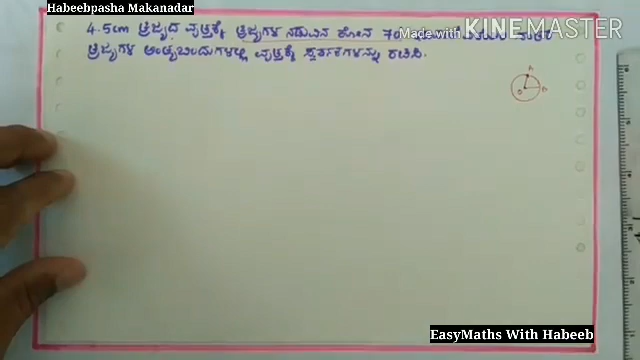 Habeebpasha Makanadar
Made with KINEMASTER
4.5cm ತ್ರಿಜ್ಯದ ವೃತ್ತಕ್ಕೆ ತ್ರಿಜ್ಯಗಳ ನಡುವಿನ ಕೋನ
ತ್ರಿಜ್ಯಗಳ ಅಂತ್ಯಬಿಂದುಗಳಲ್ಲಿ ವೃತ್ತಕ್ಕೆ ಸ್ಪರ್ಶಕಗಳನ್ನು ರಚಿಸಿ.
A
O B
EasyMaths With Habeeb